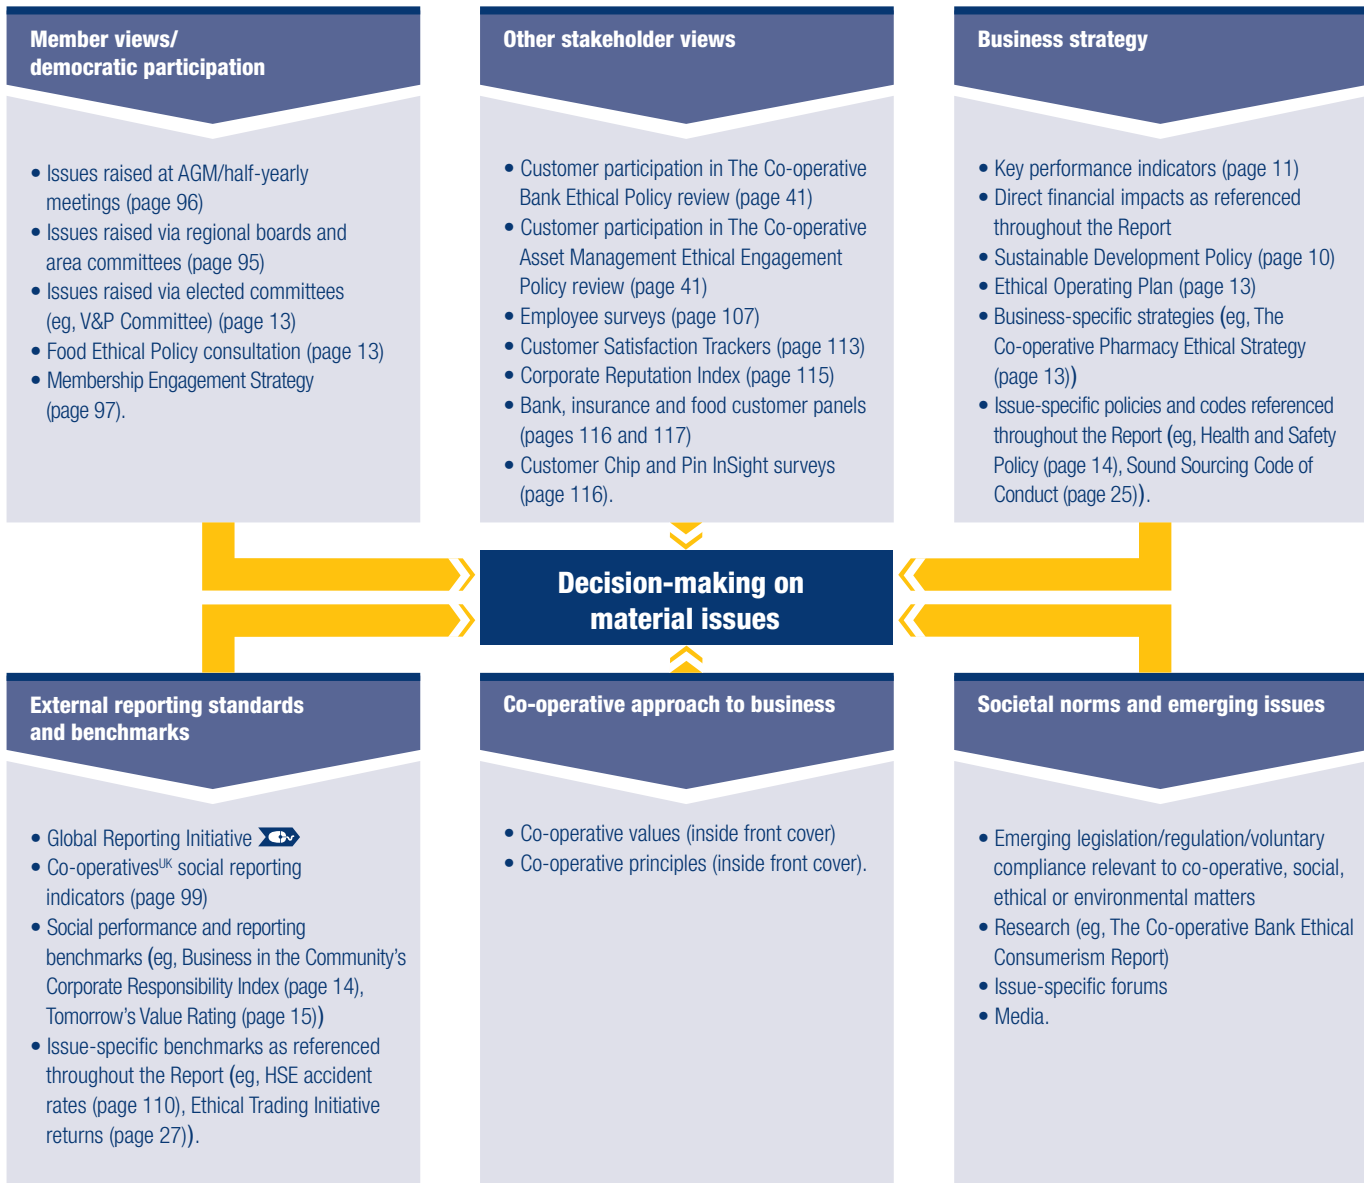 Member views/
democratic participation
• Issues raised at AGM/half-yearly
meetings (page 96)
• Issues raised via regional boards and
area committees (page 95)
• Issues raised via elected committees
(eg, V&P Committee) (page 13)
• Food Ethical Policy consultation (page 13)
• Membership Engagement Strategy
(page 97).
Other stakeholder views
• Customer participation in The Co-operative
Bank Ethical Policy review (page 41)
• Customer participation in The Co-operative
Asset Management Ethical Engagement
Policy review (page 41)
• Employee surveys (page 107)
• Customer Satisfaction Trackers (page 113)
• Corporate Reputation Index (page 115)
• Bank, insurance and food customer panels
(pages 116 and 117)
• Customer Chip and Pin InSight surveys
(page 116).
Business strategy
• Key performance indicators (page 11)
• Direct financial impacts as referenced
throughout the Report
• Sustainable Development Policy (page 10)
• Ethical Operating Plan (page 13)
• Business-specific strategies (eg, The
Co-operative Pharmacy Ethical Strategy
(page 13))
• Issue-specific policies and codes referenced
throughout the Report (eg, Health and Safety
Policy (page 14), Sound Sourcing Code of
Conduct (page 25)).
Decision-making on
material issues
External reporting standards
and benchmarks
• Global Reporting Initiative
• Co-operatives UK social reporting
indicators (page 99)
• Social performance and reporting
benchmarks (eg, Business in the Community's
Corporate Responsibility Index (page 14),
Tomorrow's Value Rating (page 15))
• Issue-specific benchmarks as referenced
throughout the Report (eg, HSE accident
rates (page 110), Ethical Trading Initiative
returns (page 27)).
Co-operative approach to business
• Co-operative values (inside front cover)
• Co-operative principles (inside front cover).
Societal norms and emerging issues
• Emerging legislation/regulation/voluntary
compliance relevant to co-operative, social,
ethical or environmental matters
• Research (eg, The Co-operative Bank Ethical
Consumerism Report)
• Issue-specific forums
• Media.